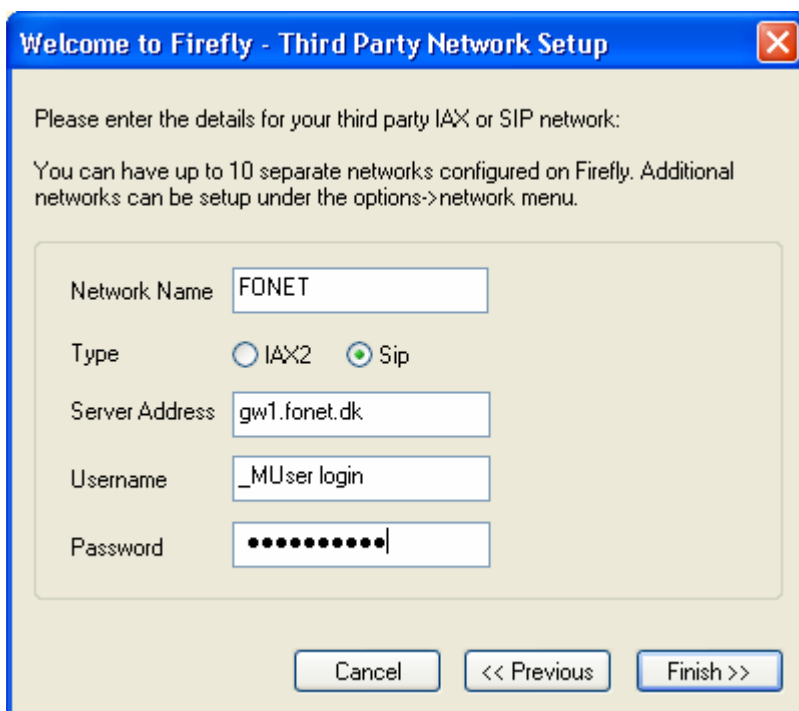 Welcome to Firefly - Third Party Network Setup
Please enter the details for your third party IAX or SIP network:
You can have up to 10 separate networks configured on Firefly. Additional
networks can be setup under the options->network menu.
Network Name FONET
Type IAX2 Sip
Server Address gw1.fonet.dk
Username _MUser login
Password ●●●●●●●●●●
Cancel << Previous Finish >>